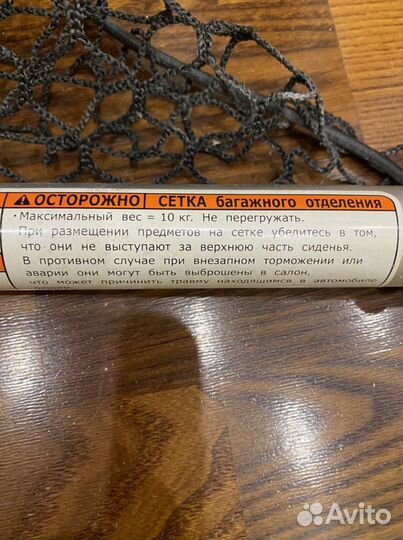 ⚠ ОСТОРОЖНО СЕТКА багажного отделения
·Максимальный вес = 10 кг. Не перегружать.
При размещении предметов на сетке убедитесь в том,
что они не выступают за верхнюю часть сиденья.
В противном случае при внезапном торможении или
аварии они могут быть выброшены в салон,
что может причинить травму находящимся в автомобиле
Avito